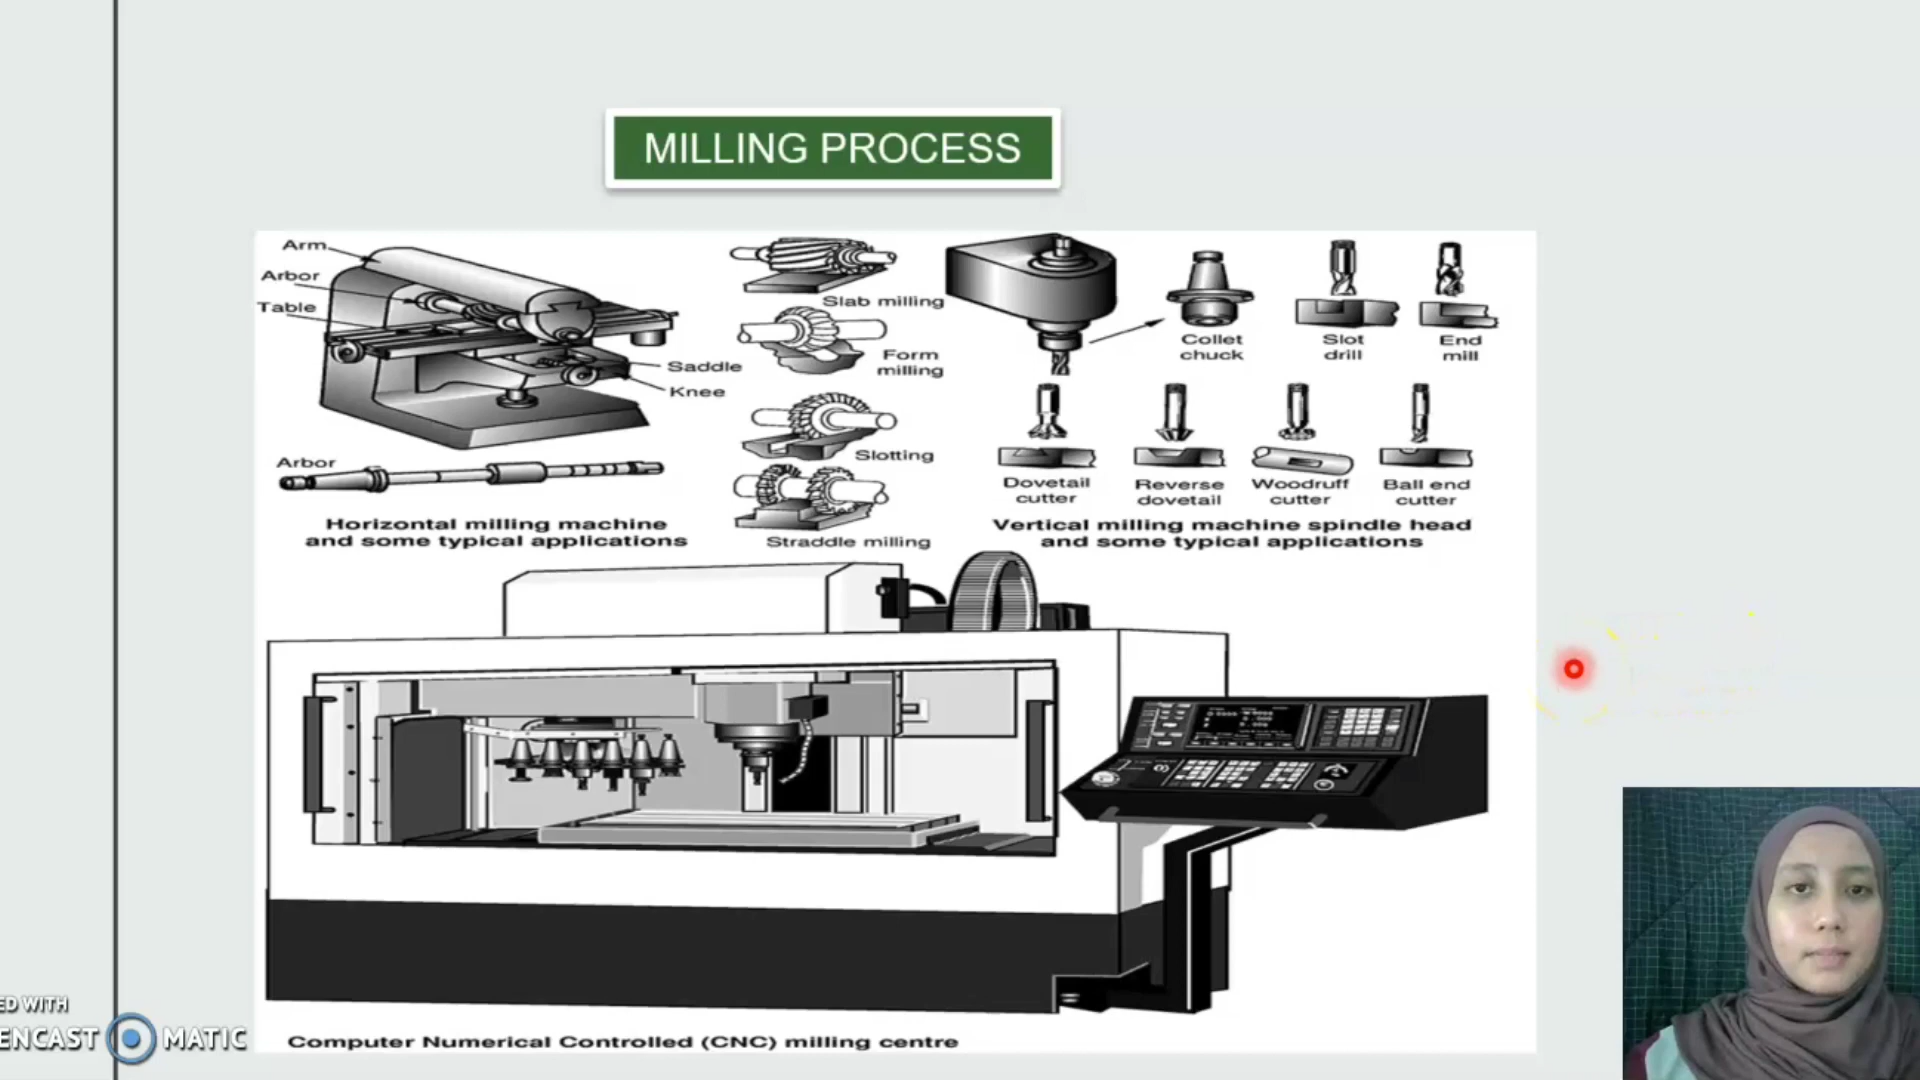 MILLING PROCESS
Arm
Arbor
Table
Saddle
Knee
Arbor
Horizontal milling machine
and some typical applications
Slab milling
Form
milling
Slotting
Straddle milling
Collet
chuck
Slot
drill
End
mill
Dovetail
cutter
Reverse
dovetail
Woodruff
cutter
Ball end
cutter
Vertical milling machine spindle head
and some typical applications
Computer Numerical Controlled (CNC) milling centre
ED WITH
ENCAST MATIC